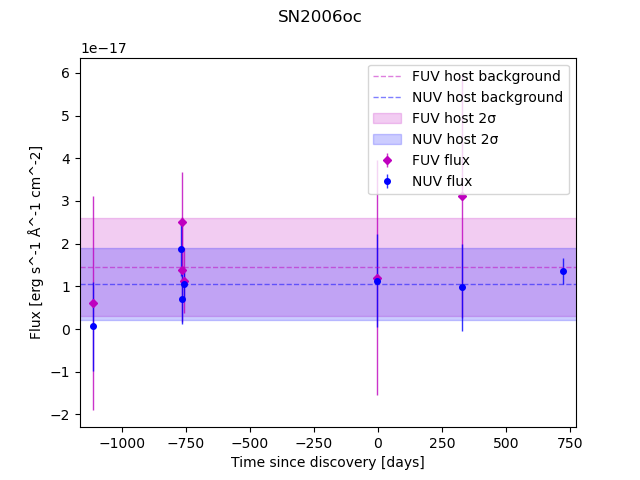 SN2006oc
1e−17
6
5
4
3
2
1
0
−1
−2
Flux [erg s^-1 Å^-1 cm^-2]
FUV host background
NUV host background
FUV host 2σ
NUV host 2σ
FUV flux
NUV flux
−1000 −750 −500 −250 0 250 500 750
Time since discovery [days]